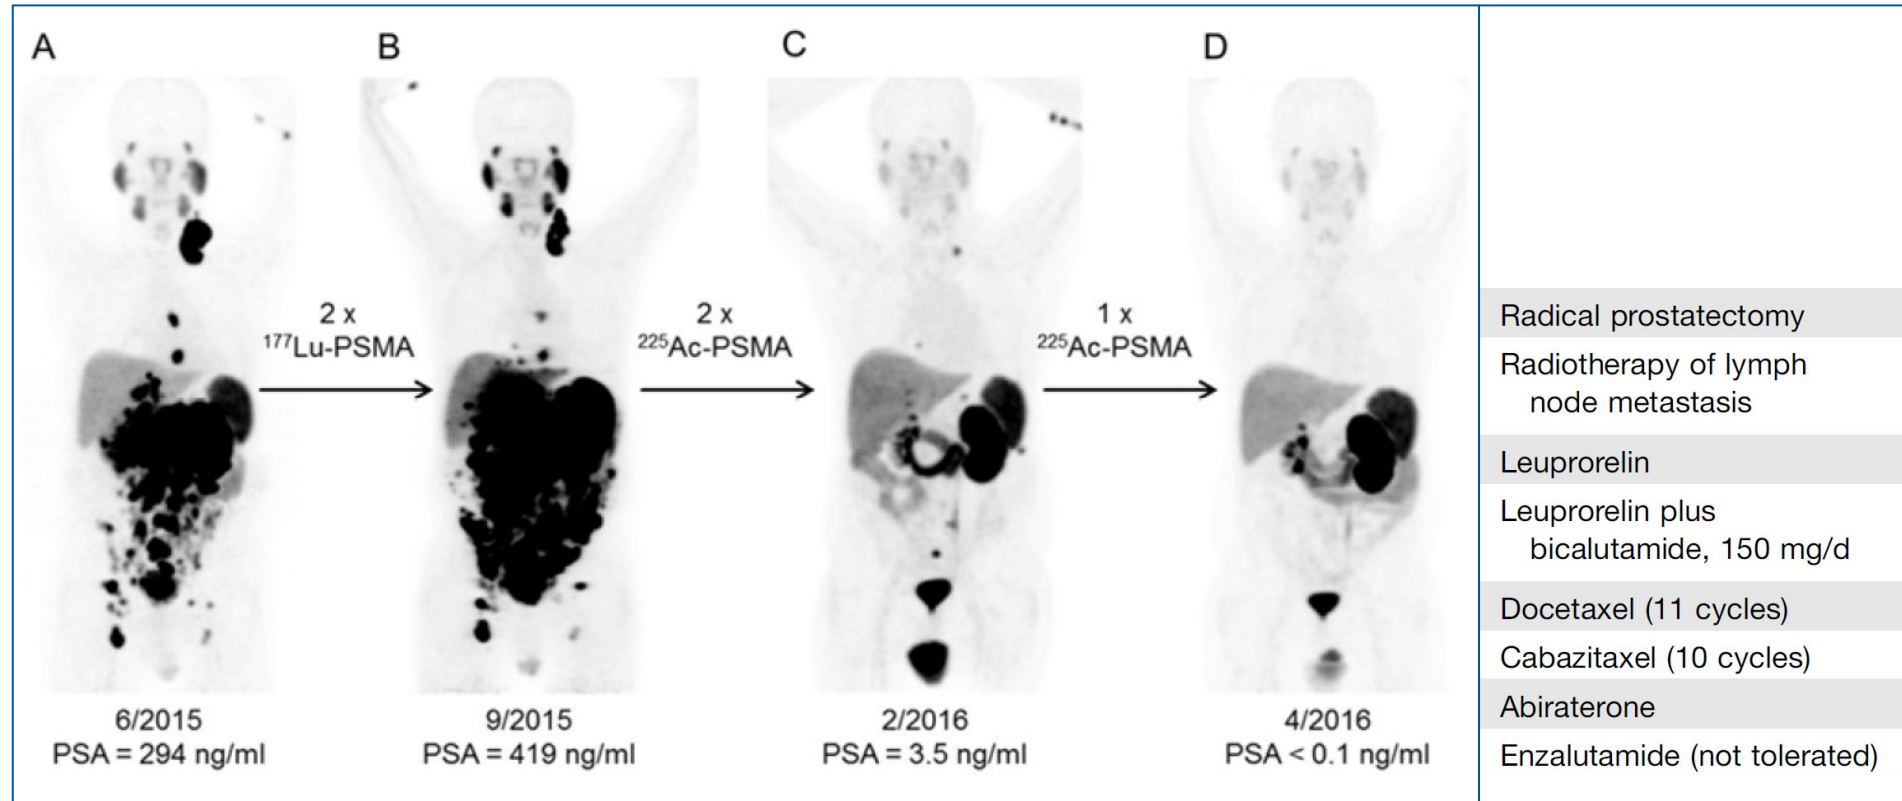 A
B
C
D
2 x
¹⁷⁷Lu-PSMA
2 x
²²⁵Ac-PSMA
1 x
²²⁵Ac-PSMA
6/2015
PSA = 294 ng/ml
9/2015
PSA = 419 ng/ml
2/2016
PSA = 3.5 ng/ml
4/2016
PSA < 0.1 ng/ml
Radical prostatectomy
Radiotherapy of lymph
node metastasis
Leuprorelin
Leuprorelin plus
bicalutamide, 150 mg/d
Docetaxel (11 cycles)
Cabazitaxel (10 cycles)
Abiraterone
Enzalutamide (not tolerated)